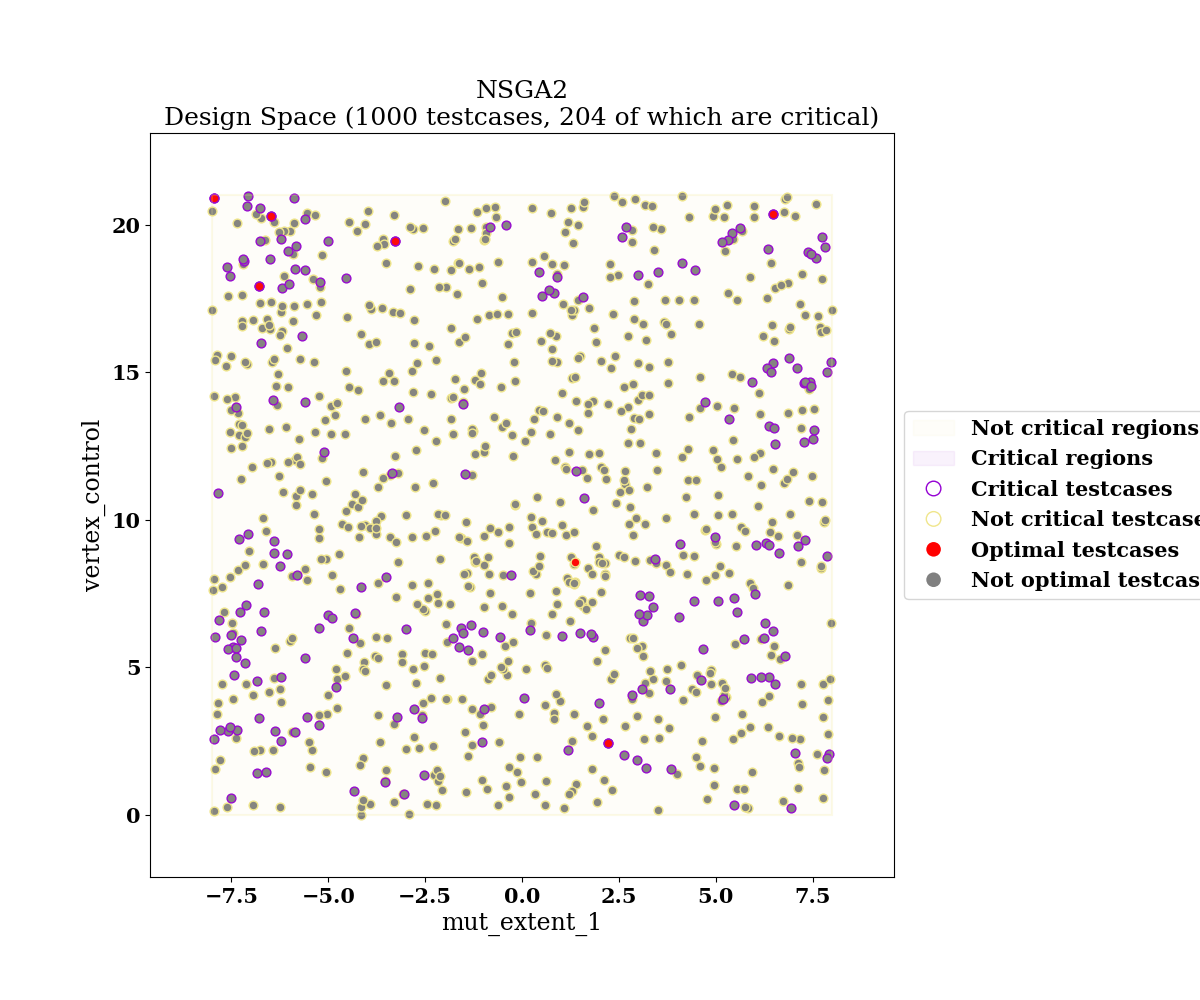 NSGA2
Design Space (1000 testcases, 204 of which are critical)
20
15
10
5
0
vertex_control
−7.5 −5.0 −2.5 0.0 2.5 5.0 7.5
mut_extent_1
Not critical regions
Critical regions
Critical testcases
Not critical testcase
Optimal testcases
Not optimal testcas